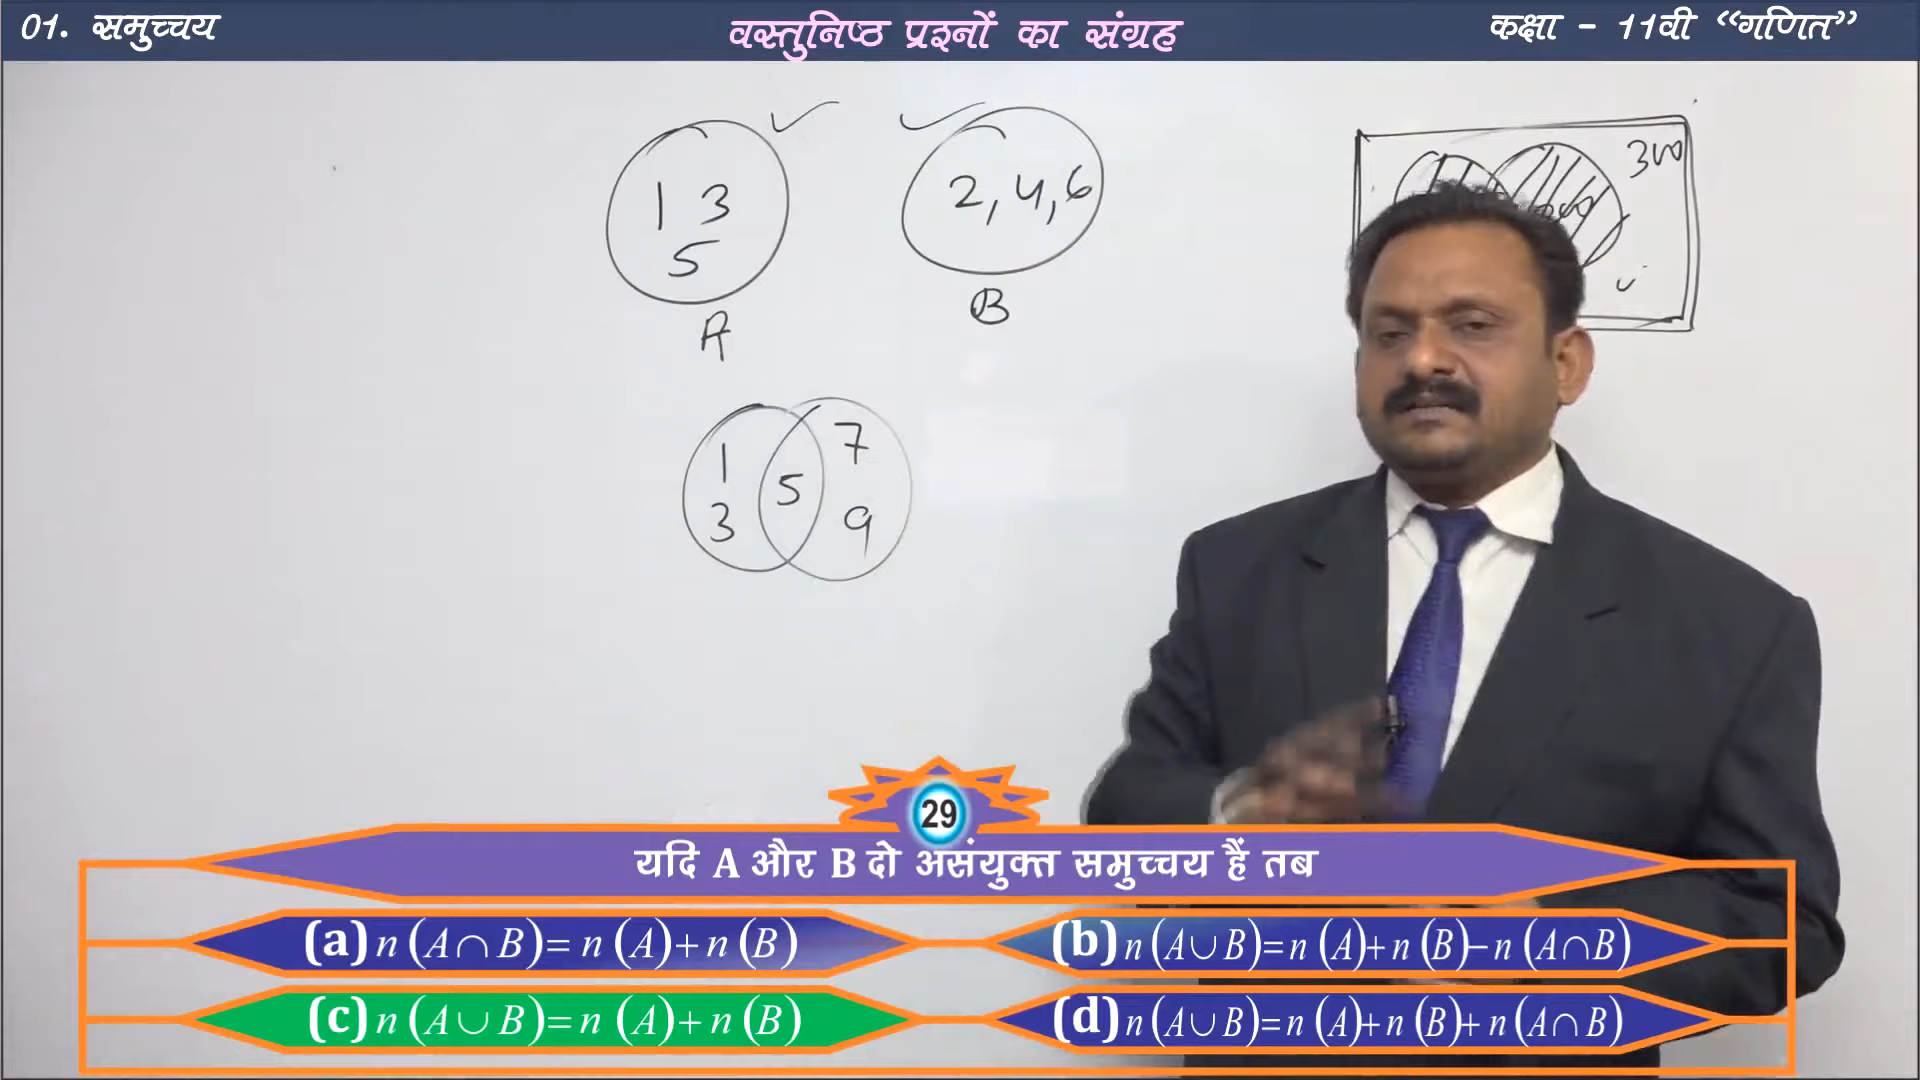 01. समुच्चय
वस्तुनिष्ठ प्रश्नों का संग्रह
कक्षा - 11वी “गणित”
1 3
5
A
2, 4, 6
B
300
1
3
5
7
9
29
यदि A और B दो असंयुक्त समुच्चय हैं तब
(a) n (A∩B)= n (A)+ n (B)
(b) n (A∪B)= n (A)+ n (B)− n (A∩B)
(c) n (A∪B)= n (A)+ n (B)
(d) n (A∪B)= n (A)+ n (B)+ n (A∩B)